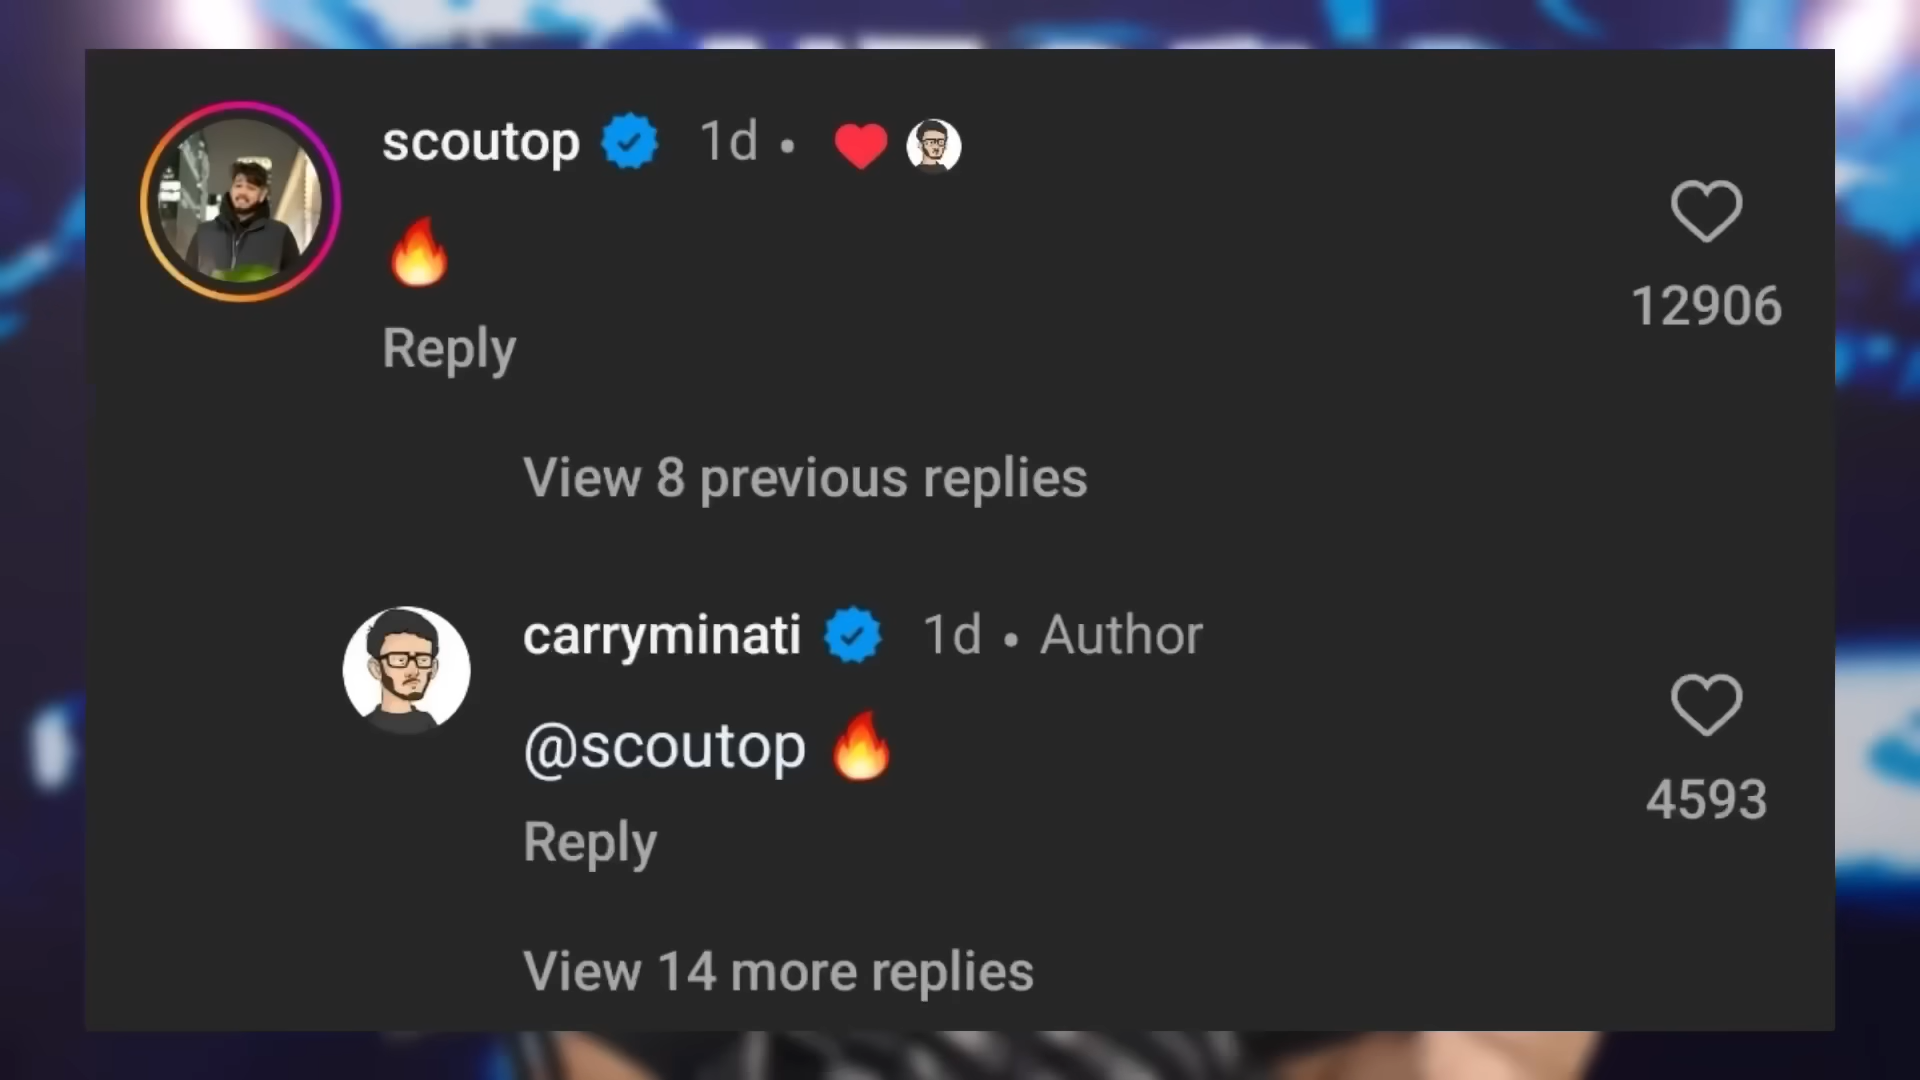 scoutop 1d •
🔥
Reply
12906
View 8 previous replies
carryminati 1d • Author
@scoutop 🔥
Reply
4593
View 14 more replies